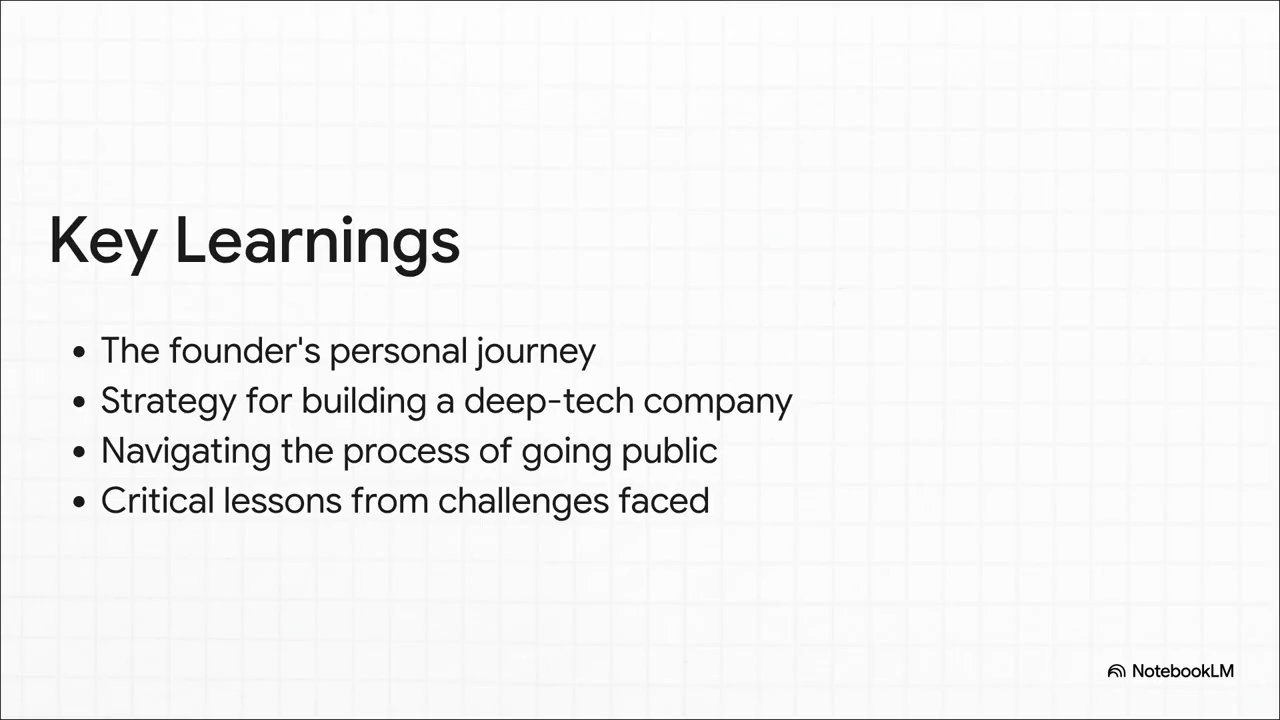 Key Learnings
• The founder's personal journey
• Strategy for building a deep-tech company
• Navigating the process of going public
• Critical lessons from challenges faced
NotebookLM